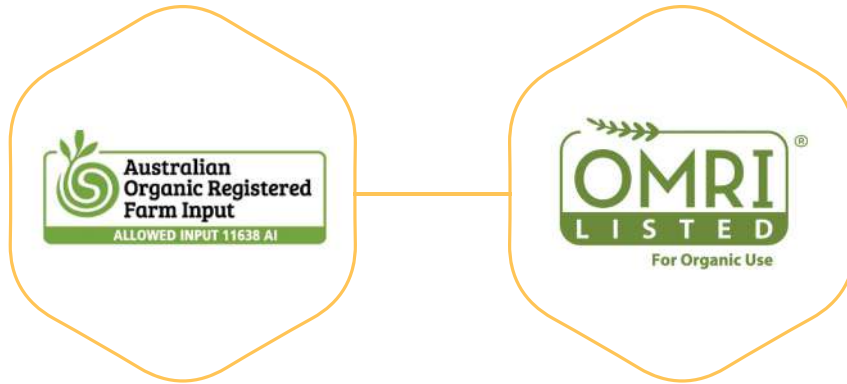 Australian
Organic Registered
Farm Input
ALLOWED INPUT 11638 AI
OMRI
®
LISTED
For Organic Use